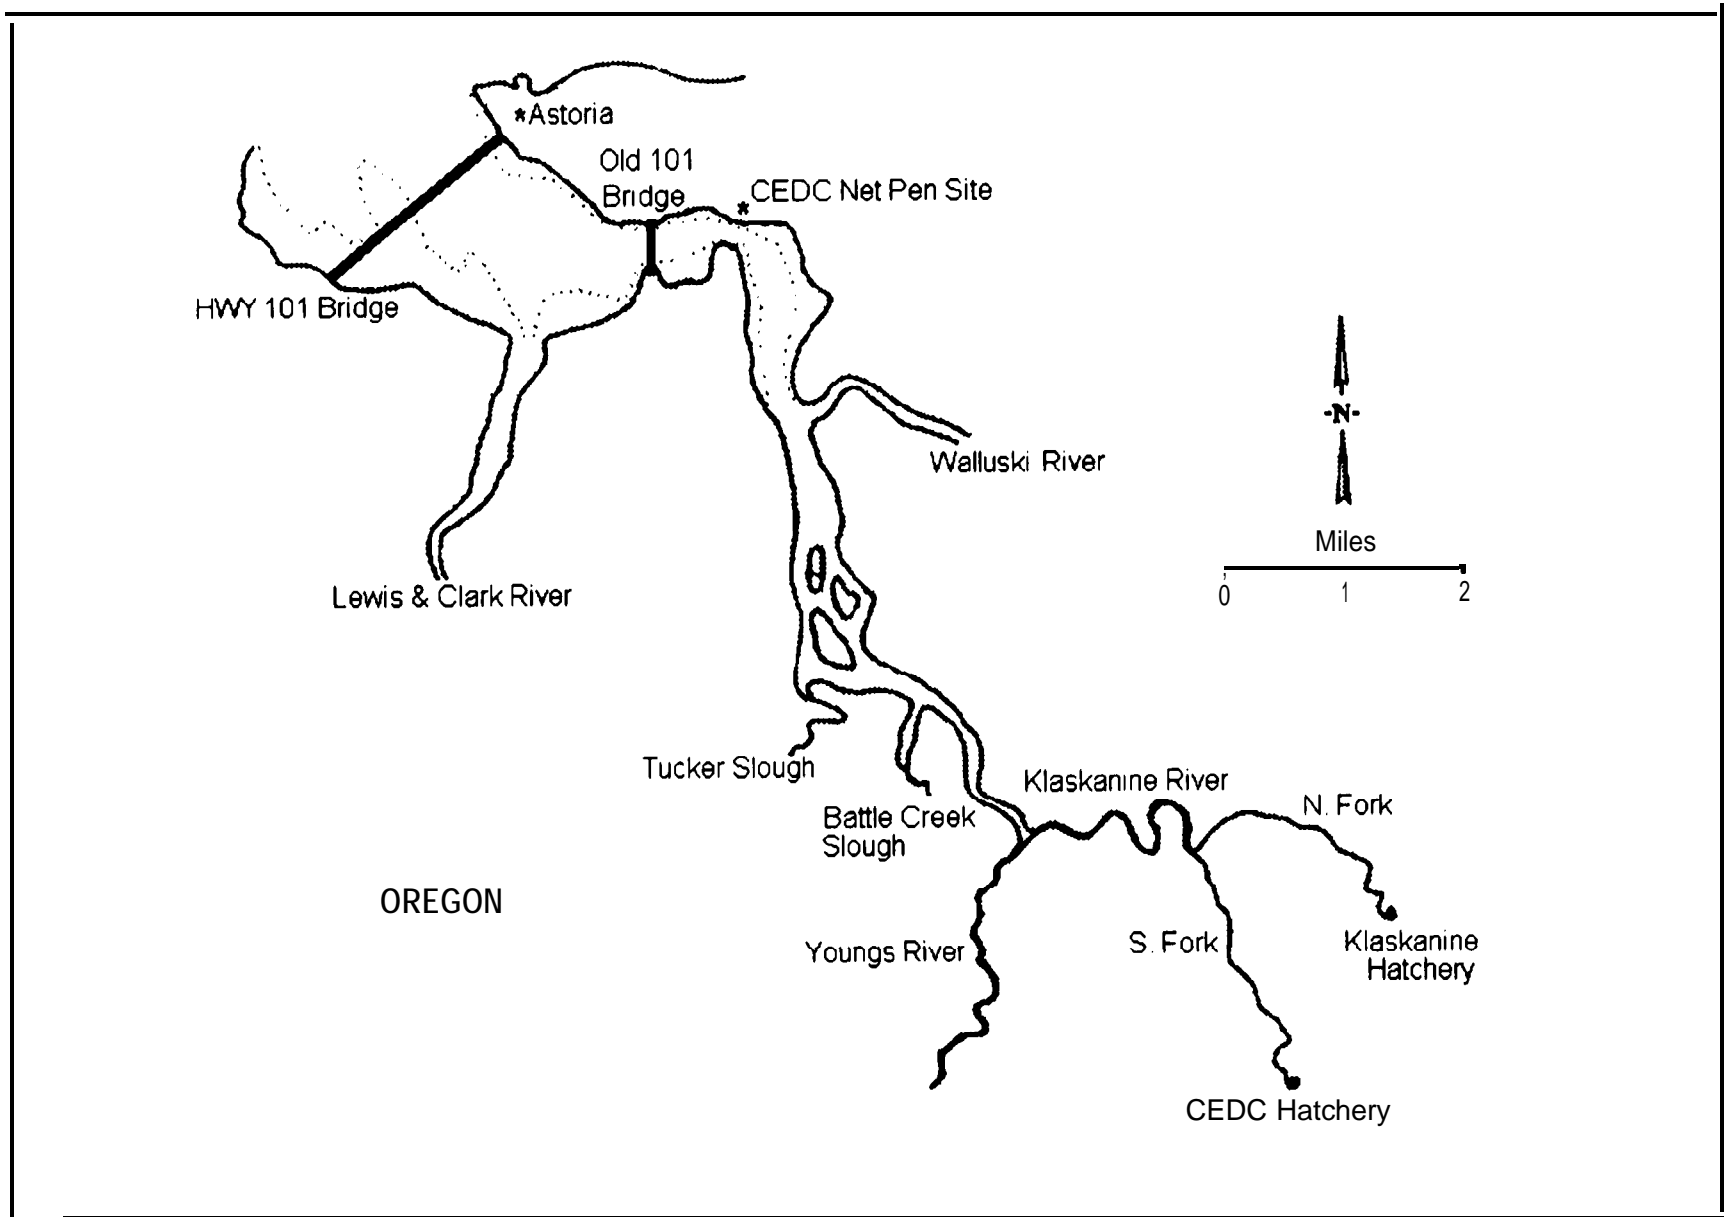 *Astoria
Old 101
Bridge
*CEDC Net Pen Site
HWY 101 Bridge
Walluski River
-N-
Miles
0 1 2
Lewis & Clark River
Tucker Slough
Klaskanine River
N. Fork
Battle Creek
Slough
OREGON
Youngs River
S. Fork
Klaskanine
Hatchery
CEDC Hatchery